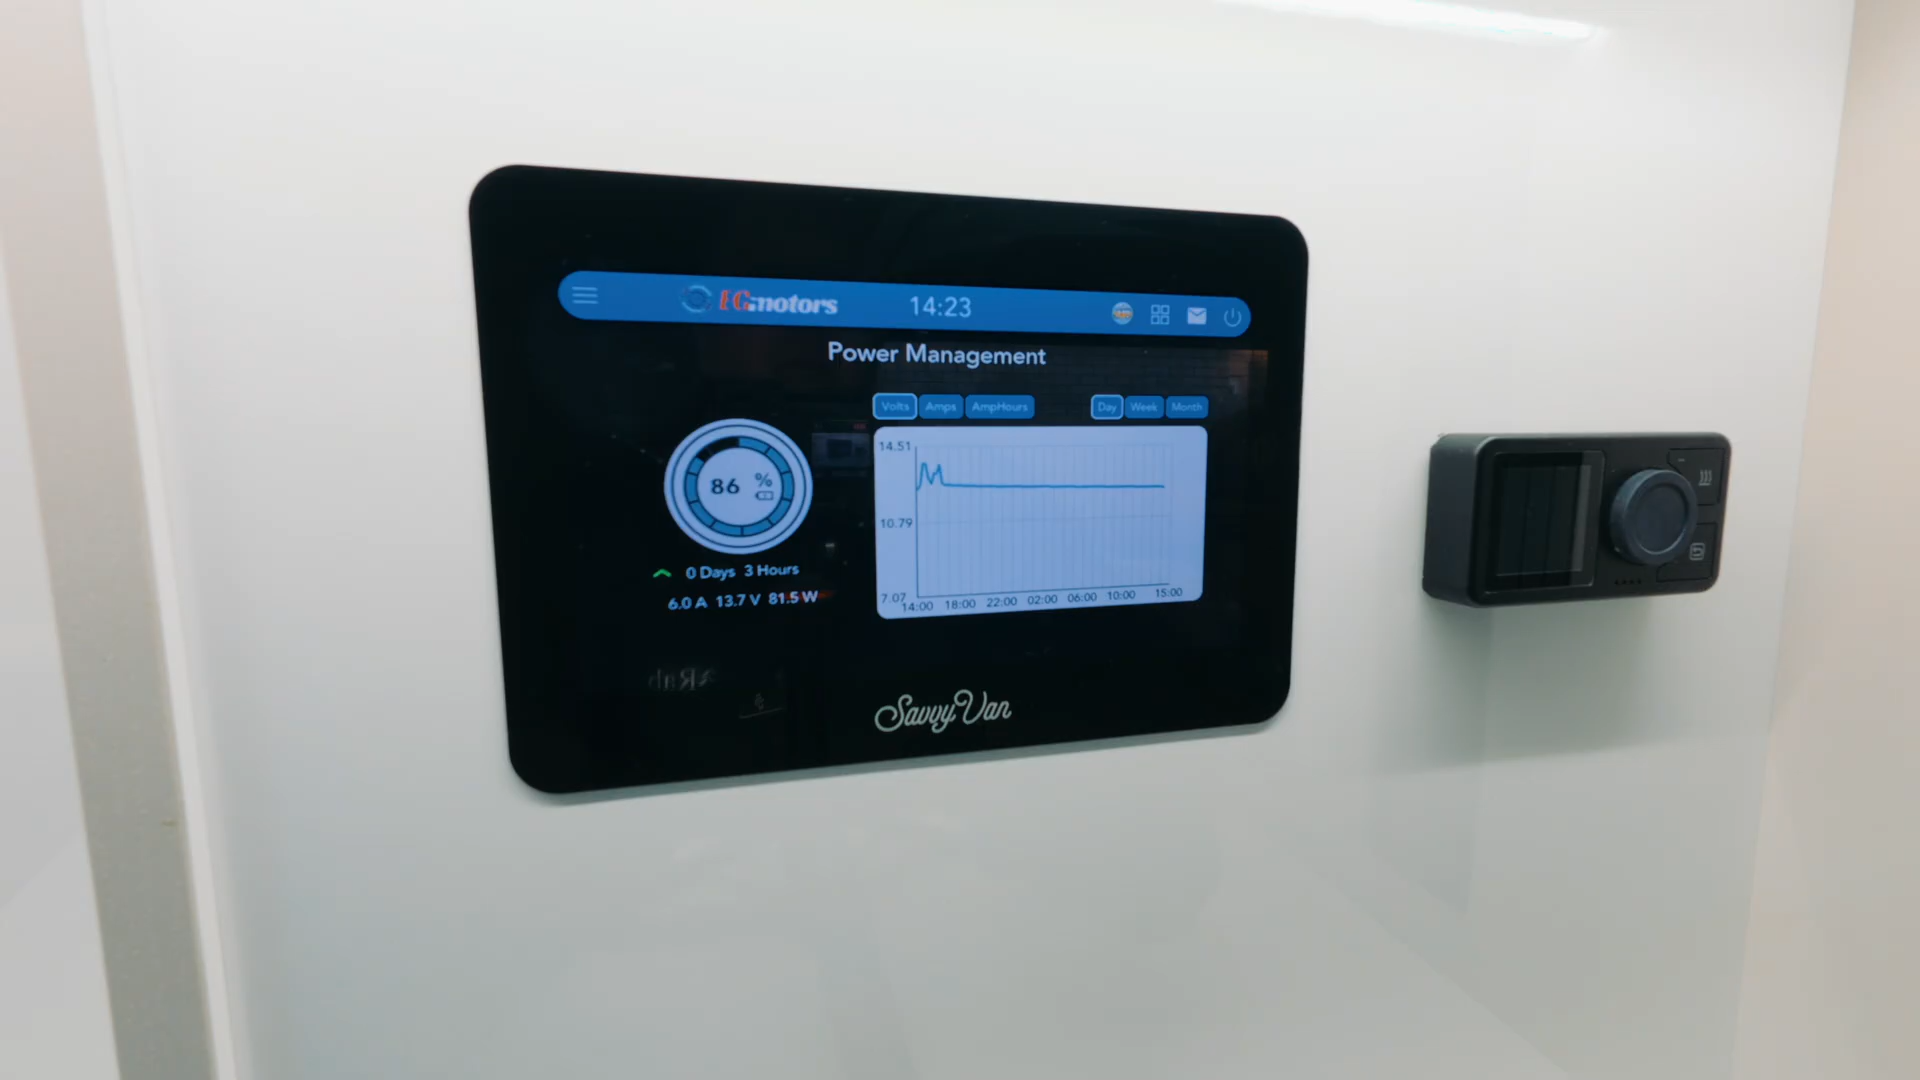 EGmotors 14:23
Power Management
Volts Amps AmpHours Day Week Month
86 %
0 Days 3 Hours
6.0 A 13.7 V 81.5 W
14.51
10.79
7.07
14:00 18:00 22:00 02:00 06:00 10:00 15:00
SavvyVan